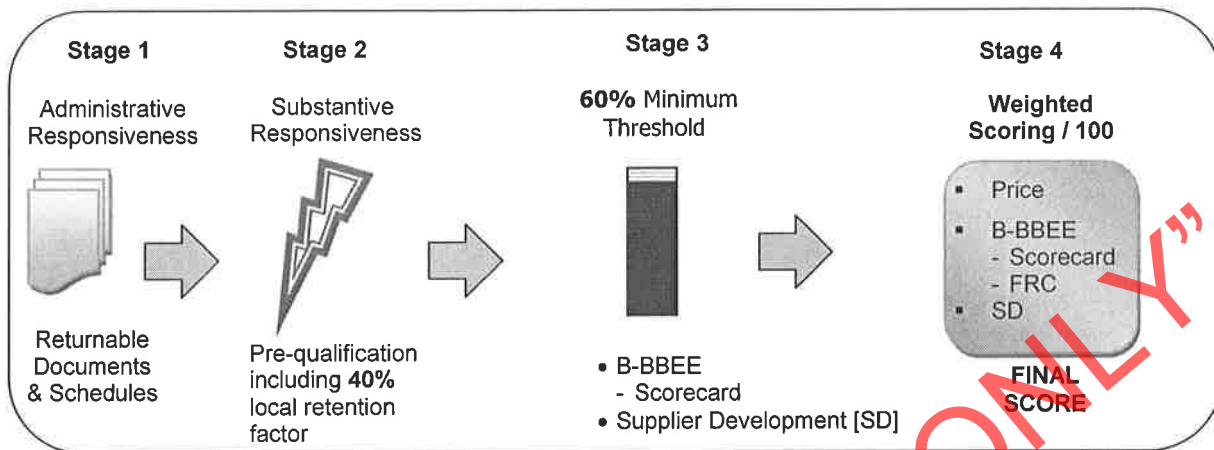 Stage 1
Administrative
Responsiveness
Returnable
Documents
& Schedules
Stage 2
Substantive
Responsiveness
Pre-qualification
including 40%
local retention
factor
Stage 3
60% Minimum
Threshold
• B-BBEE
- Scorecard
• Supplier Development [SD]
Stage 4
Weighted
Scoring / 100
▪ Price
▪ B-BBEE
- Scorecard
- FRC
▪ SD
FINAL
SCORE
ONLY”